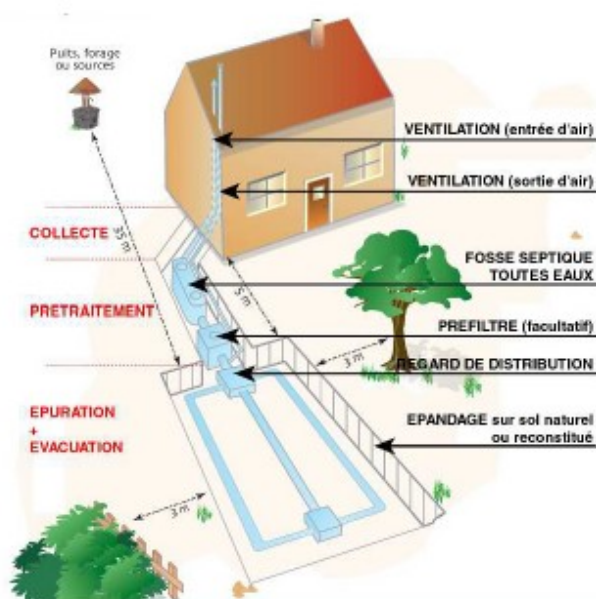 Puits, forage
ou sources
VENTILATION (entrée d'air)
VENTILATION (sortie d'air)
COLLECTE
35 m
FOSSE SEPTIQUE
TOUTES EAUX
5 m
PRETRAITEMENT
PREFILTRE (facultatif)
3 m
REGARD DE DISTRIBUTION
EPURATION
+
EVACUATION
EPANDAGE sur sol naturel
ou reconstitué
3 m